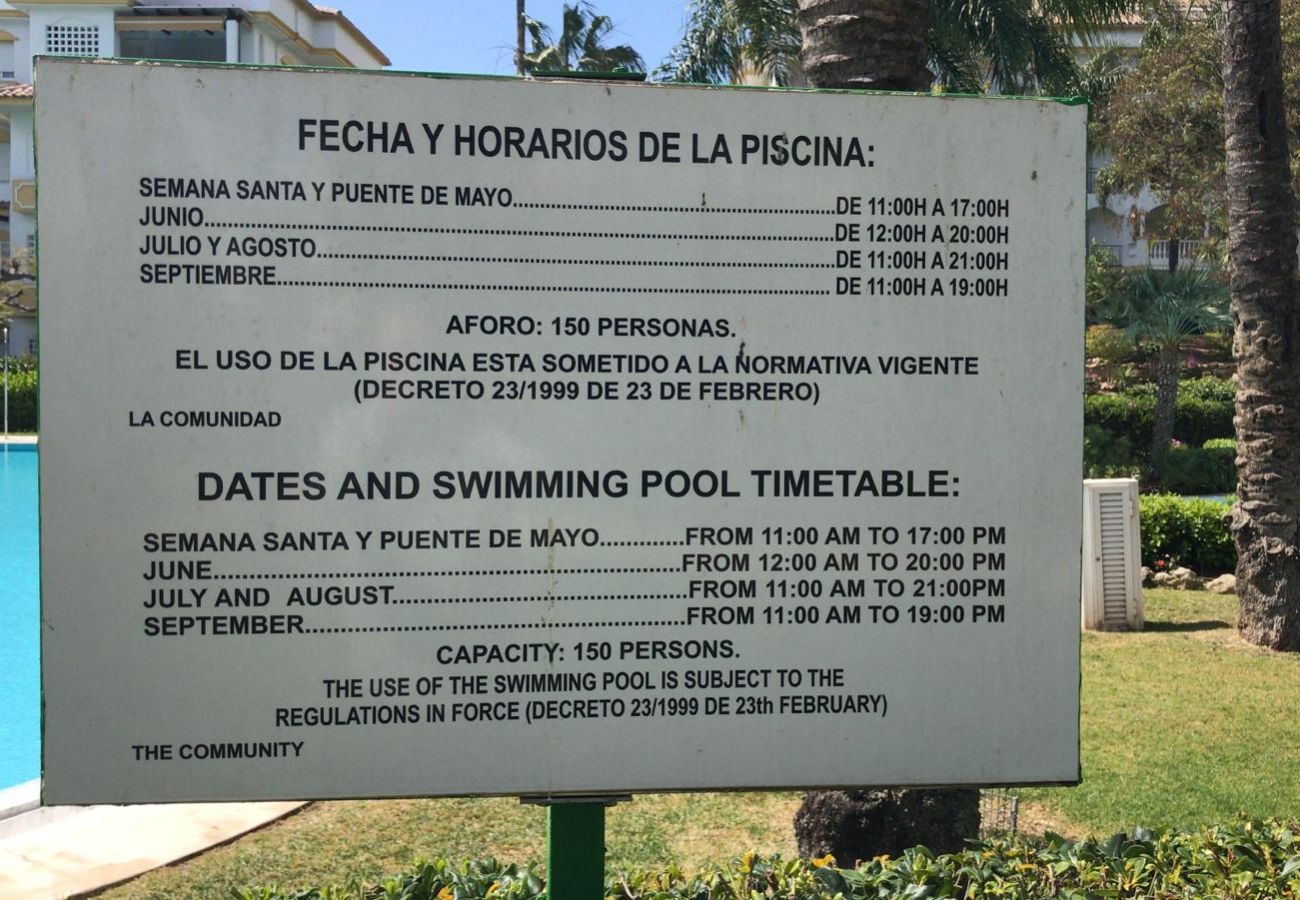 FECHA Y HORARIOS DE LA PISCINA:
SEMANA SANTA Y PUENTE DE MAYO......................................................DE 11:00H A 17:00H
JUNIO.........................................................................................................DE 12:00H A 20:00H
JULIO Y AGOSTO.......................................................................................DE 11:00H A 21:00H
SEPTIEMBRE............................................................................................. DE 11:00H A 19:00H
AFORO: 150 PERSONAS.
EL USO DE LA PISCINA ESTA SOMETIDO A LA NORMATIVA VIGENTE
(DECRETO 23/1999 DE 23 DE FEBRERO)
LA COMUNIDAD
DATES AND SWIMMING POOL TIMETABLE:
SEMANA SANTA Y PUENTE DE MAYO............FROM 11:00 AM TO 17:00 PM
JUNE....................................................................FROM 12:00 AM TO 20:00 PM
JULY AND AUGUST...........................................FROM 11:00 AM TO 21:00PM
SEPTEMBER.......................................................FROM 11:00 AM TO 19:00 PM
CAPACITY: 150 PERSONS.
THE USE OF THE SWIMMING POOL IS SUBJECT TO THE
REGULATIONS IN FORCE (DECRETO 23/1999 DE 23th FEBRUARY)
THE COMMUNITY